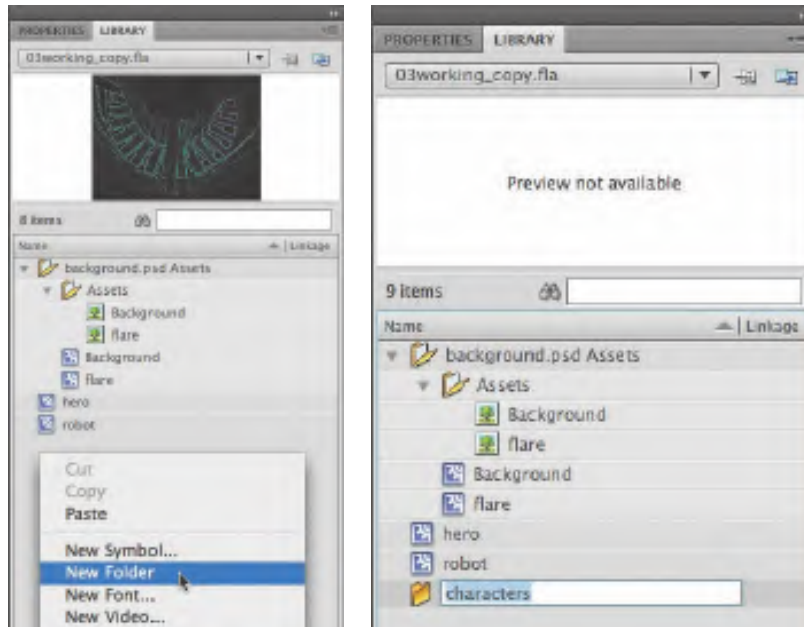 PROPERTIES LIBRARY
03working_copy.fla
8 items
Name Linkage
background.psd Assets
Assets
Background
flare
Background
flare
hero
robot
Cut
Copy
Paste
New Symbol...
New Folder
New Font...
New Video...
PROPERTIES LIBRARY
03working_copy.fla
Preview not available
9 items
Name Linkage
background.psd Assets
Assets
Background
flare
Background
flare
hero
robot
characters